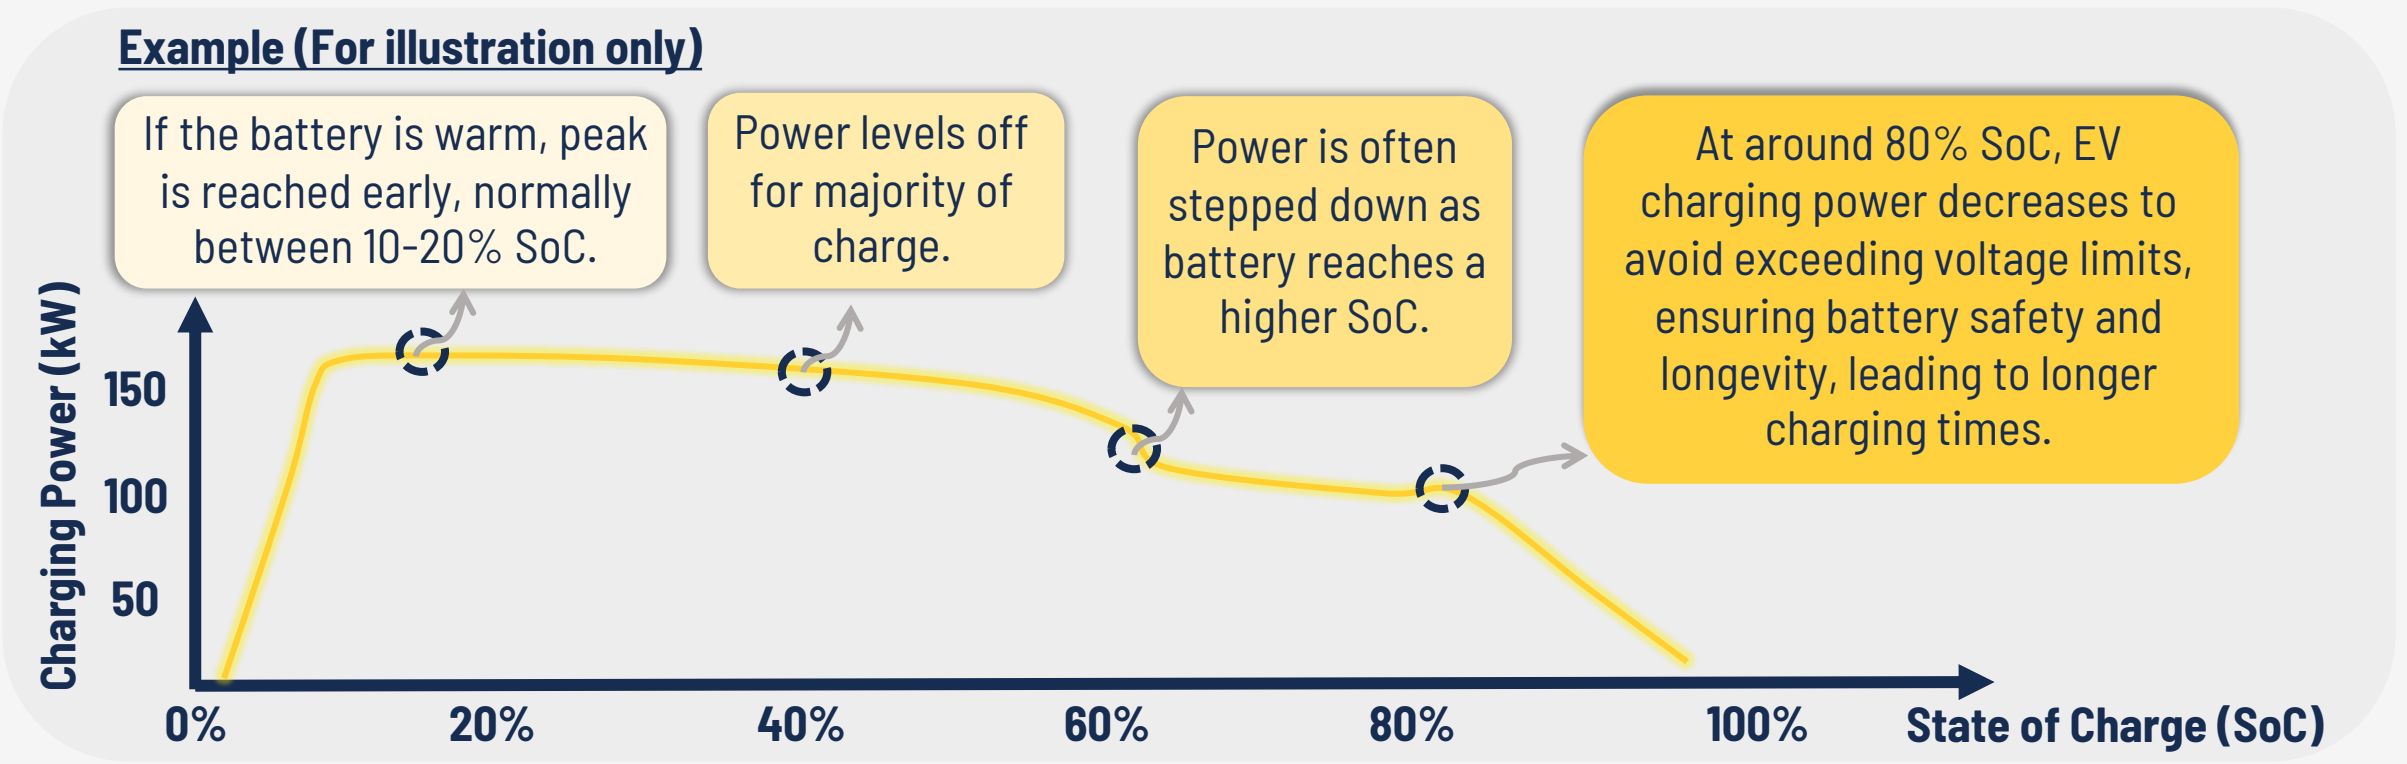 Example (For illustration only)
If the battery is warm, peak
is reached early, normally
between 10-20% SoC.
Power levels off
for majority of
charge.
Power is often
stepped down as
battery reaches a
higher SoC.
At around 80% SoC, EV
charging power decreases to
avoid exceeding voltage limits,
ensuring battery safety and
longevity, leading to longer
charging times.
Charging Power (kW)
150
100
50
0%
20%
40%
60%
80%
100%
State of Charge (SoC)